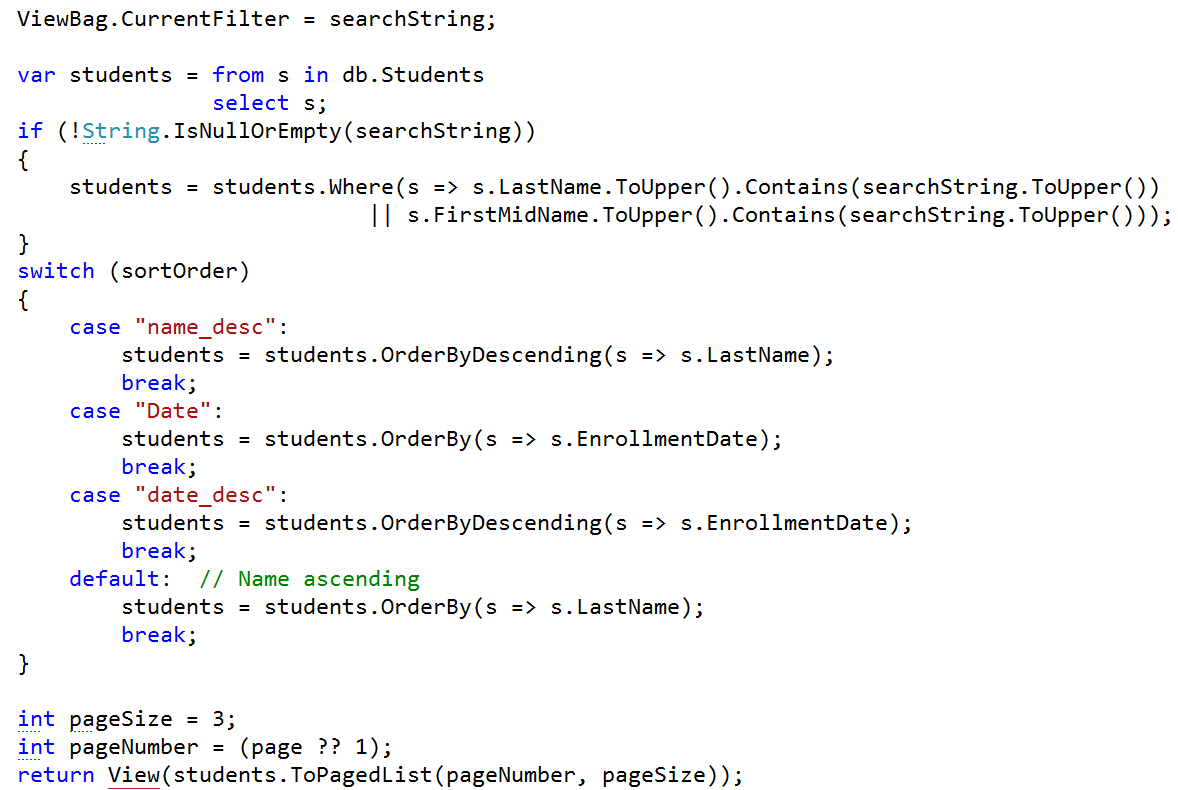 ViewBag.CurrentFilter = searchString;

var students = from s in db.Students
               select s;
if (!String.IsNullOrEmpty(searchString))
{
    students = students.Where(s => s.LastName.ToUpper().Contains(searchString.ToUpper())
                           || s.FirstMidName.ToUpper().Contains(searchString.ToUpper()));
}
switch (sortOrder)
{
    case "name_desc":
        students = students.OrderByDescending(s => s.LastName);
        break;
    case "Date":
        students = students.OrderBy(s => s.EnrollmentDate);
        break;
    case "date_desc":
        students = students.OrderByDescending(s => s.EnrollmentDate);
        break;
    default:  // Name ascending
        students = students.OrderBy(s => s.LastName);
        break;
}

int pageSize = 3;
int pageNumber = (page ?? 1);
return View(students.ToPagedList(pageNumber, pageSize));